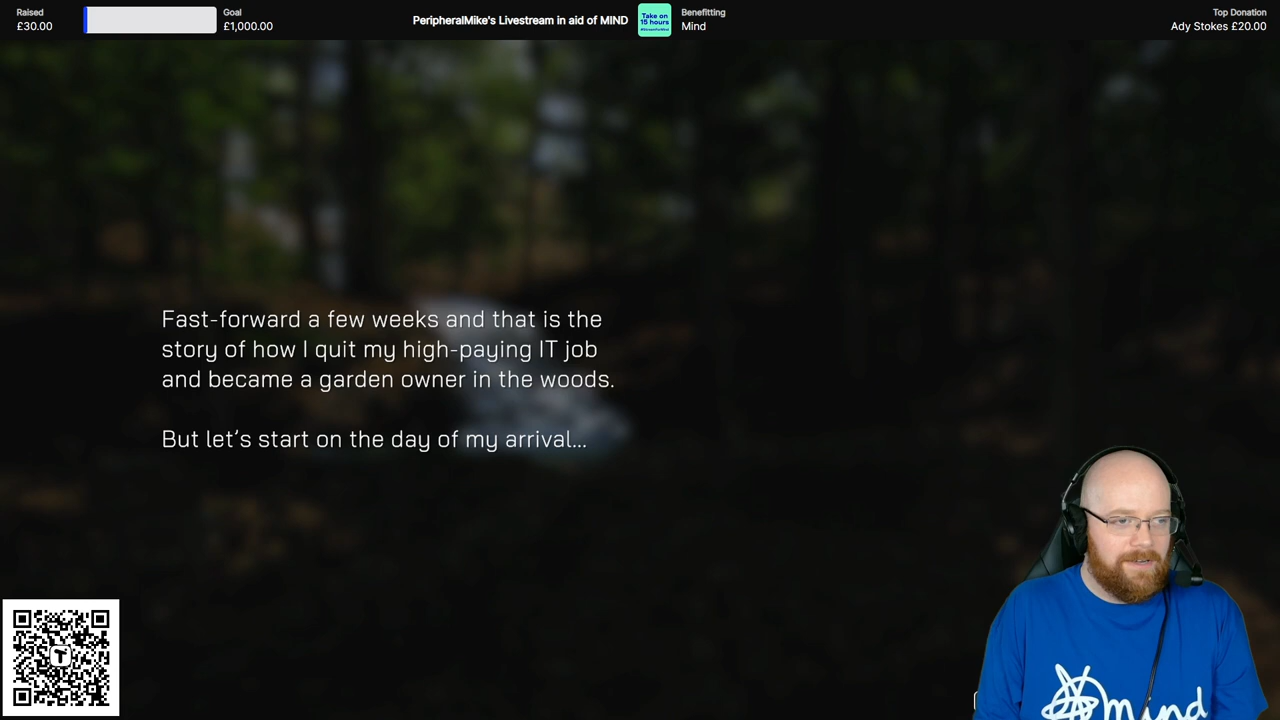 Raised
£30.00
Goal
£1,000.00
PeripheralMike's Livestream in aid of MIND
Take on
15 hours
Benefitting
Mind
Top Donation
Ady Stokes £20.00
Fast-forward a few weeks and that is the
story of how I quit my high-paying IT job
and became a garden owner in the woods.
But let's start on the day of my arrival...
T
mind